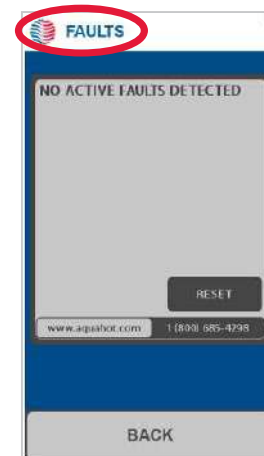 FAULTS
NO ACTIVE FAULTS DETECTED
RESET
www.aquahot.com 1 (800) 685-4298
BACK